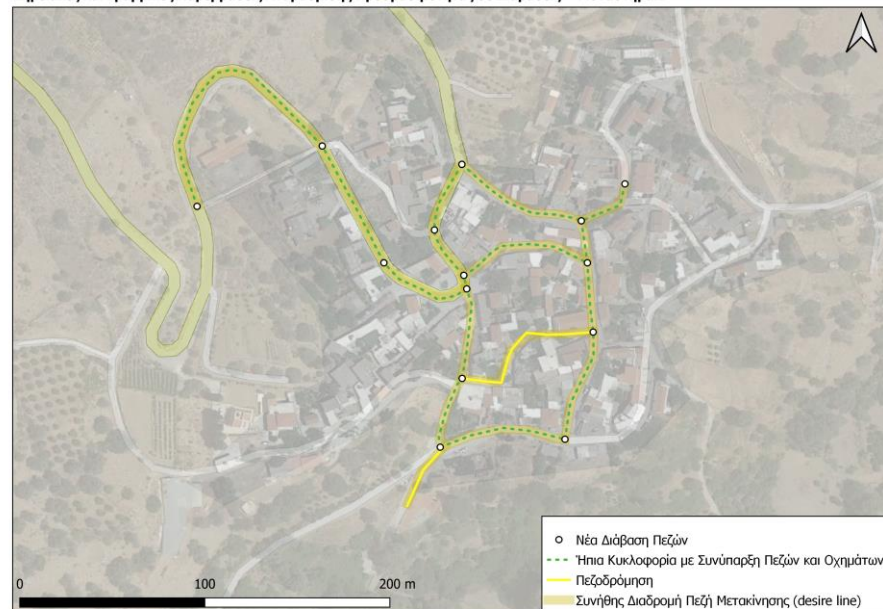 0
100
200 m
Νέα Διάβαση Πεζών
Ήπια Κυκλοφορία με Συνύπαρξη Πεζών και Οχημάτων
Πεζοδρόμηση
Συνήθης Διαδρομή Πεζή Μετακίνησης (desire line)